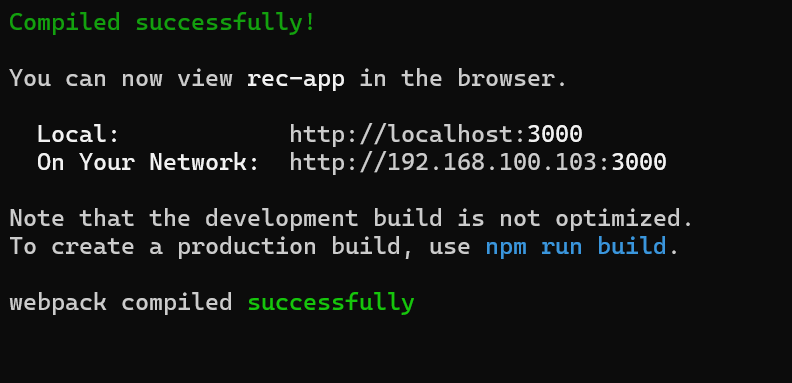 Compiled successfully!
You can now view rec-app in the browser.
Local: http://localhost:3000
On Your Network: http://192.168.100.103:3000
Note that the development build is not optimized.
To create a production build, use npm run build.
webpack compiled successfully